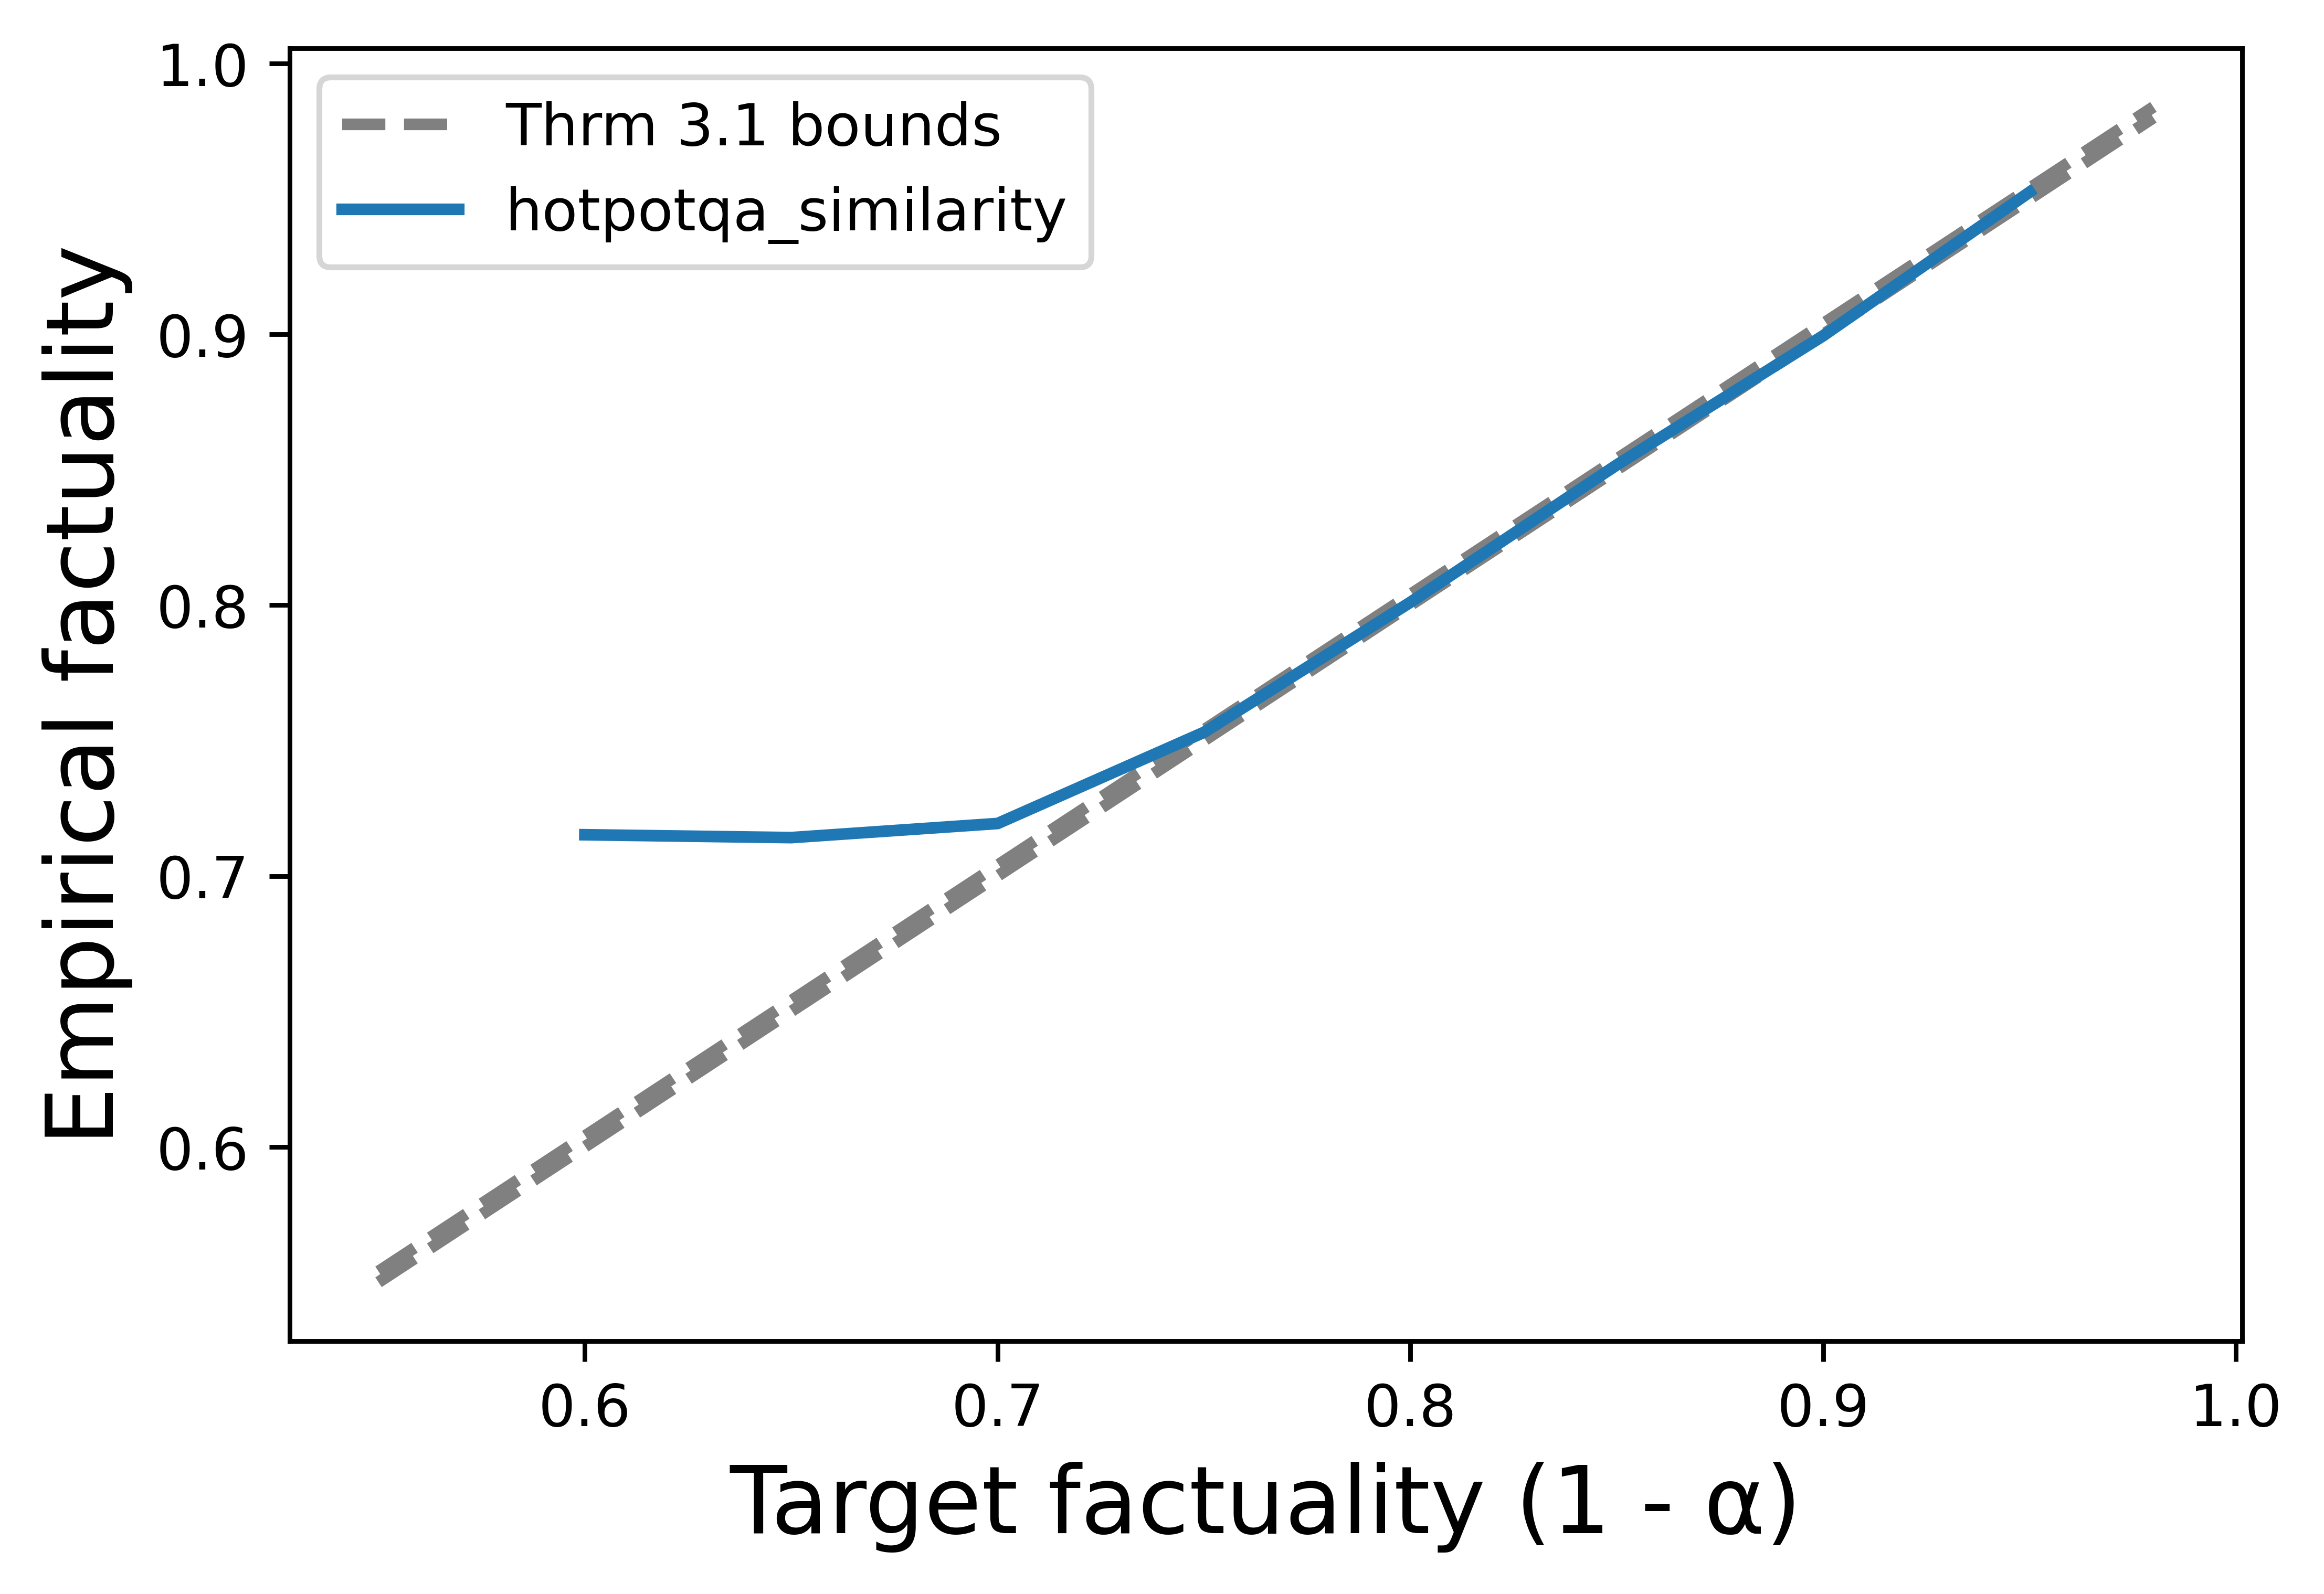 Thrm 3.1 bounds
hotpotqa_similarity
Empirical factuality
1.0
0.9
0.8
0.7
0.6
0.6 0.7 0.8 0.9 1.0
Target factuality (1 - α)